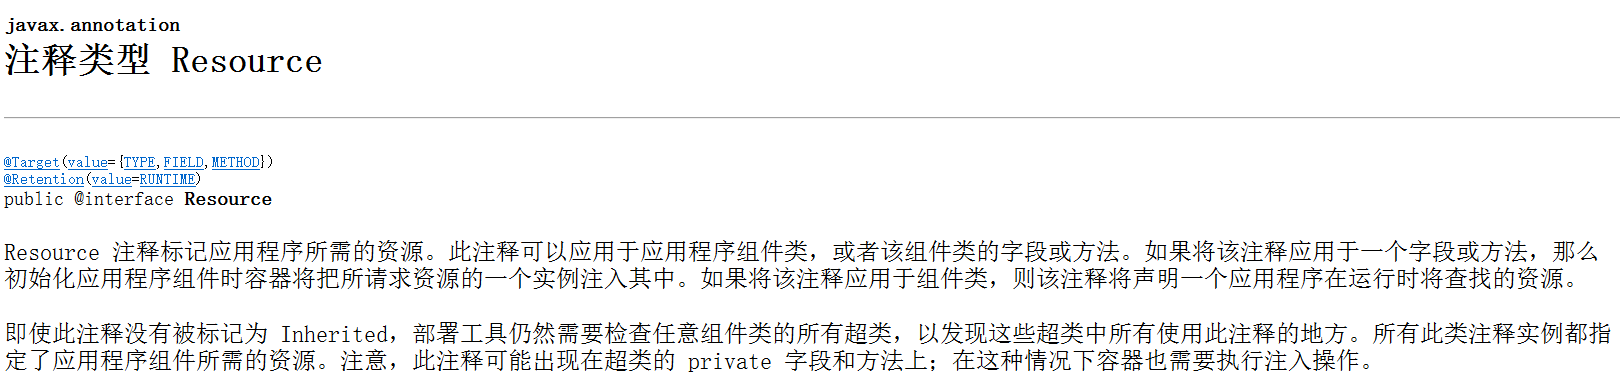 javax.annotation
注释类型 Resource
@Target(value={TYPE,FIELD,METHOD})
@Retention(value=RUNTIME)
public @interface Resource
Resource 注释标记应用程序所需的资源。此注释可以应用于应用程序组件类，或者该组件类的字段或方法。如果将该注释应用于一个字段或方法，那么
初始化应用程序组件时容器将把所请求资源的一个实例注入其中。如果将该注释应用于组件类，则该注释将声明一个应用程序在运行时将查找的资源。
即使此注释没有被标记为 Inherited，部署工具仍然需要检查任意组件类的所有超类，以发现这些超类中所有使用此注释的地方。所有此类注释实例都指
定了应用程序组件所需的资源。注意，此注释可能出现在超类的 private 字段和方法上；在这种情况下容器也需要执行注入操作。